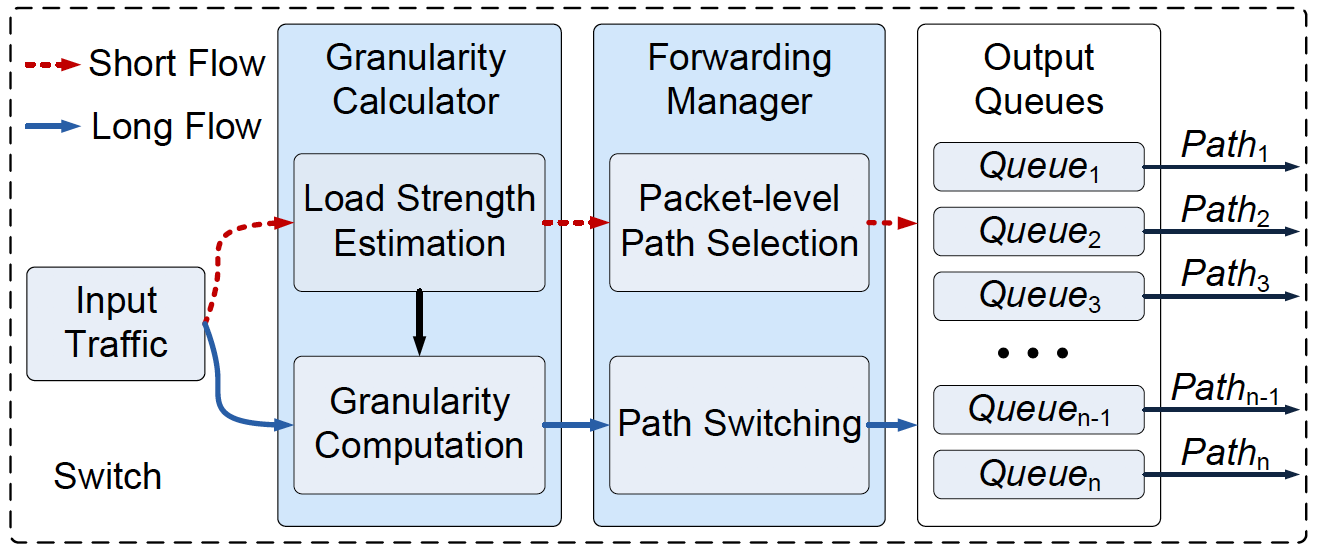 Short Flow
Long Flow
Input
Traffic
Switch
Granularity
Calculator
Load Strength
Estimation
Granularity
Computation
Forwarding
Manager
Packet-level
Path Selection
Path Switching
Output
Queues
Queue₁
Queue₂
Queue₃
• • •
Queueₙ₋₁
Queueₙ
Path₁
Path₂
Path₃
Pathₙ₋₁
Pathₙ